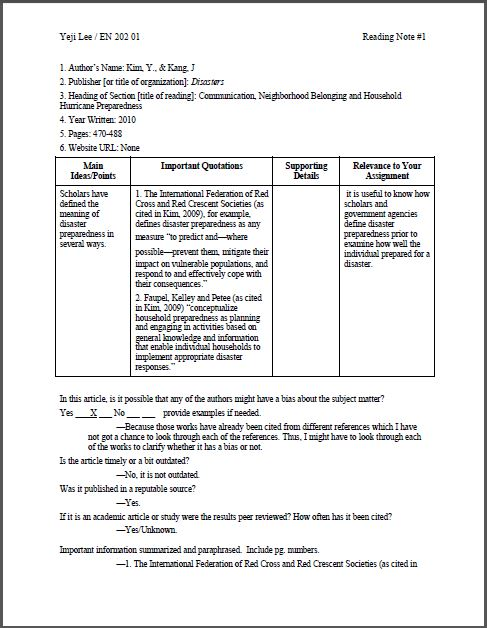 Yeji Lee / EN 202 01 Reading Note #1
1. Author's Name: Kim, Y., & Kang, J
2. Publisher [or title of organization]: Disasters
3. Heading of Section [title of reading]: Communication, Neighborhood Belonging and Household
Hurricane Preparedness
4. Year Written: 2010
5. Pages: 470-488
6. Website URL: None
Main
Ideas/Points
Important Quotations
Supporting
Details
Relevance to Your
Assignment
Scholars have
defined the
meaning of
disaster
preparedness in
several ways.
1. The International Federation of Red
Cross and Red Crescent Societies (as
cited in Kim, 2009), for example,
defines disaster preparedness as any
measure “to predict and—where
possible—prevent them, mitigate their
impact on vulnerable populations, and
respond to and effectively cope with
their consequences.”
2. Faupel, Kelley and Petee (as cited
in Kim, 2009) “conceptualize
household preparedness as planning
and engaging in activities based on
general knowledge and information
that enable individual households to
implement appropriate disaster
responses.”
it is useful to know how
scholars and
government agencies
define disaster
preparedness prior to
examine how well the
individual prepared for a
disaster.
In this article, is it possible that any of the authors might have a bias about the subject matter?
Yes ___X___ No ___ ___ provide examples if needed.
—Because those works have already been cited from different references which I have
not got a chance to look through each of the references. Thus, I might have to look through each
of the works to clarify whether it has a bias or not.
Is the article timely or a bit outdated?
—No, it is not outdated.
Was it published in a reputable source?
—Yes.
If it is an academic article or study were the results peer reviewed? How often has it been cited?
—Yes/Unknown.
Important information summarized and paraphrased. Include pg. numbers.
—1. The International Federation of Red Cross and Red Crescent Societies (as cited in